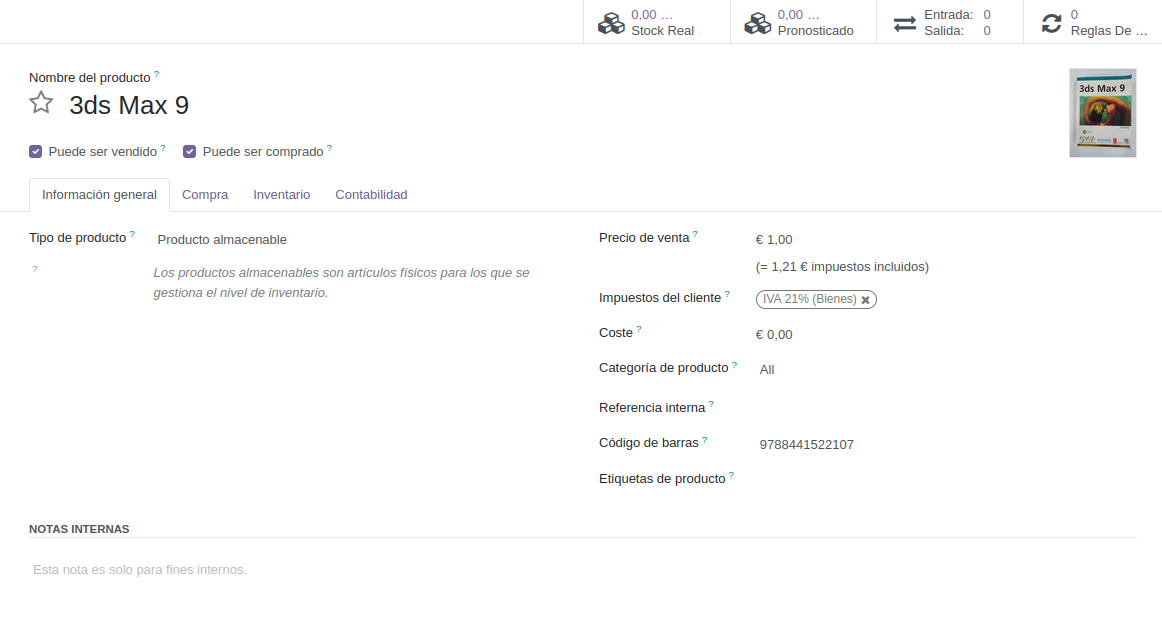 0,00 ...
Stock Real
0,00 ...
Pronosticado
Entrada: 0
Salida: 0
0
Reglas De ...
Nombre del producto ?
3ds Max 9
3ds Max 9
Puede ser vendido ? Puede ser comprado ?
Información general Compra Inventario Contabilidad
Tipo de producto ? Producto almacenable
? Los productos almacenables son artículos físicos para los que se
gestiona el nivel de inventario.
Precio de venta ? € 1,00
(= 1,21 € impuestos incluidos)
Impuestos del cliente ? IVA 21% (Bienes)
Coste ? € 0,00
Categoría de producto ? All
Referencia interna ?
Código de barras ? 9788441522107
Etiquetas de producto ?
NOTAS INTERNAS
Esta nota es solo para fines internos.